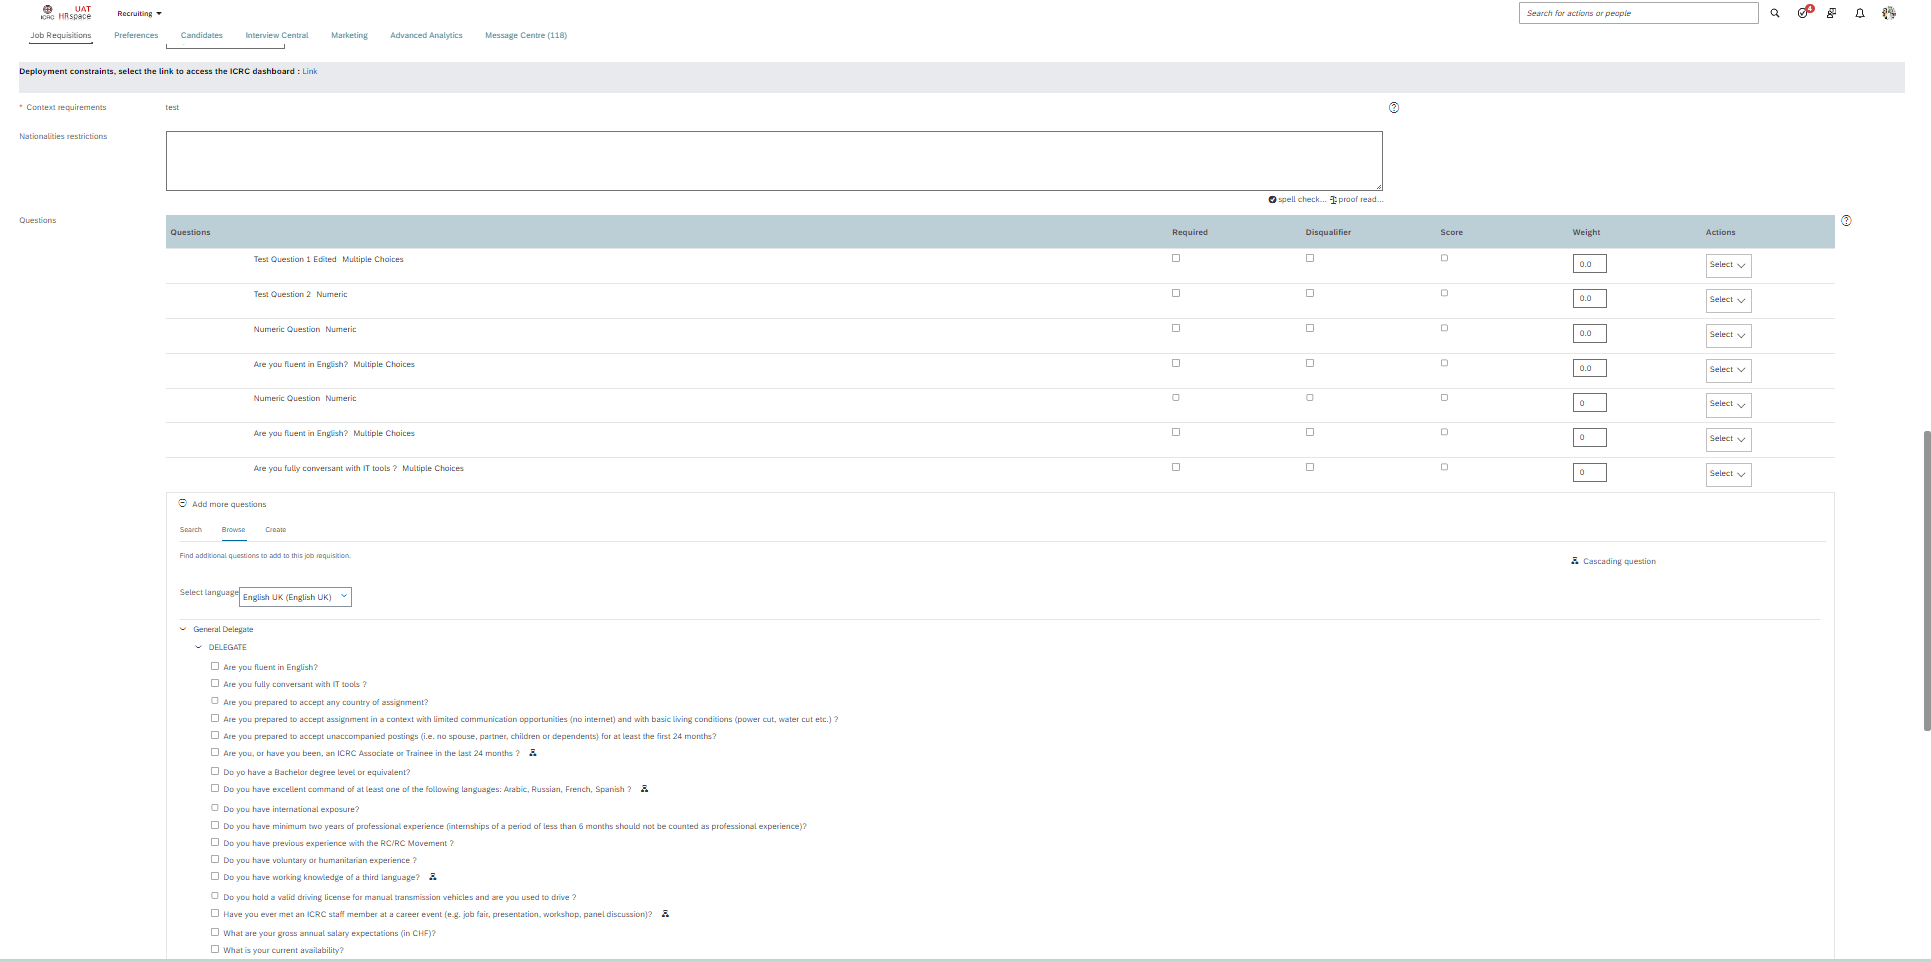 ICRC UAT HRspace Recruiting Search for actions or people 4
Job Requisitions Preferences Candidates Interview Central Marketing Advanced Analytics Message Centre (118)
Deployment constraints, select the link to access the ICRC dashboard : Link
* Context requirements test
Nationalities restrictions
spell check... proof read...
Questions
Questions Required Disqualifier Score Weight Actions
Test Question 1 Edited Multiple Choices 0.0 Select
Test Question 2 Numeric 0.0 Select
Numeric Question Numeric 0.0 Select
Are you fluent in English? Multiple Choices 0.0 Select
Numeric Question Numeric 0 Select
Are you fluent in English? Multiple Choices 0 Select
Are you fully conversant with IT tools ? Multiple Choices 0 Select
Add more questions
Search Browse Create
Find additional questions to add to this job requisition.
Cascading question
Select language English UK (English UK)
General Delegate
DELEGATE
Are you fluent in English?
Are you fully conversant with IT tools ?
Are you prepared to accept any country of assignment?
Are you prepared to accept assignment in a context with limited communication opportunities (no internet) and with basic living conditions (power cut, water cut etc.) ?
Are you prepared to accept unaccompanied postings (i.e. no spouse, partner, children or dependents) for at least the first 24 months?
Are you, or have you been, an ICRC Associate or Trainee in the last 24 months ?
Do yo have a Bachelor degree level or equivalent?
Do you have excellent command of at least one of the following languages: Arabic, Russian, French, Spanish ?
Do you have international exposure?
Do you have minimum two years of professional experience (internships of a period of less than 6 months should not be counted as professional experience)?
Do you have previous experience with the RC/RC Movement ?
Do you have voluntary or humanitarian experience ?
Do you have working knowledge of a third language?
Do you hold a valid driving license for manual transmission vehicles and are you used to drive ?
Have you ever met an ICRC staff member at a career event (e.g. job fair, presentation, workshop, panel discussion)?
What are your gross annual salary expectations (in CHF)?
What is your current availability?